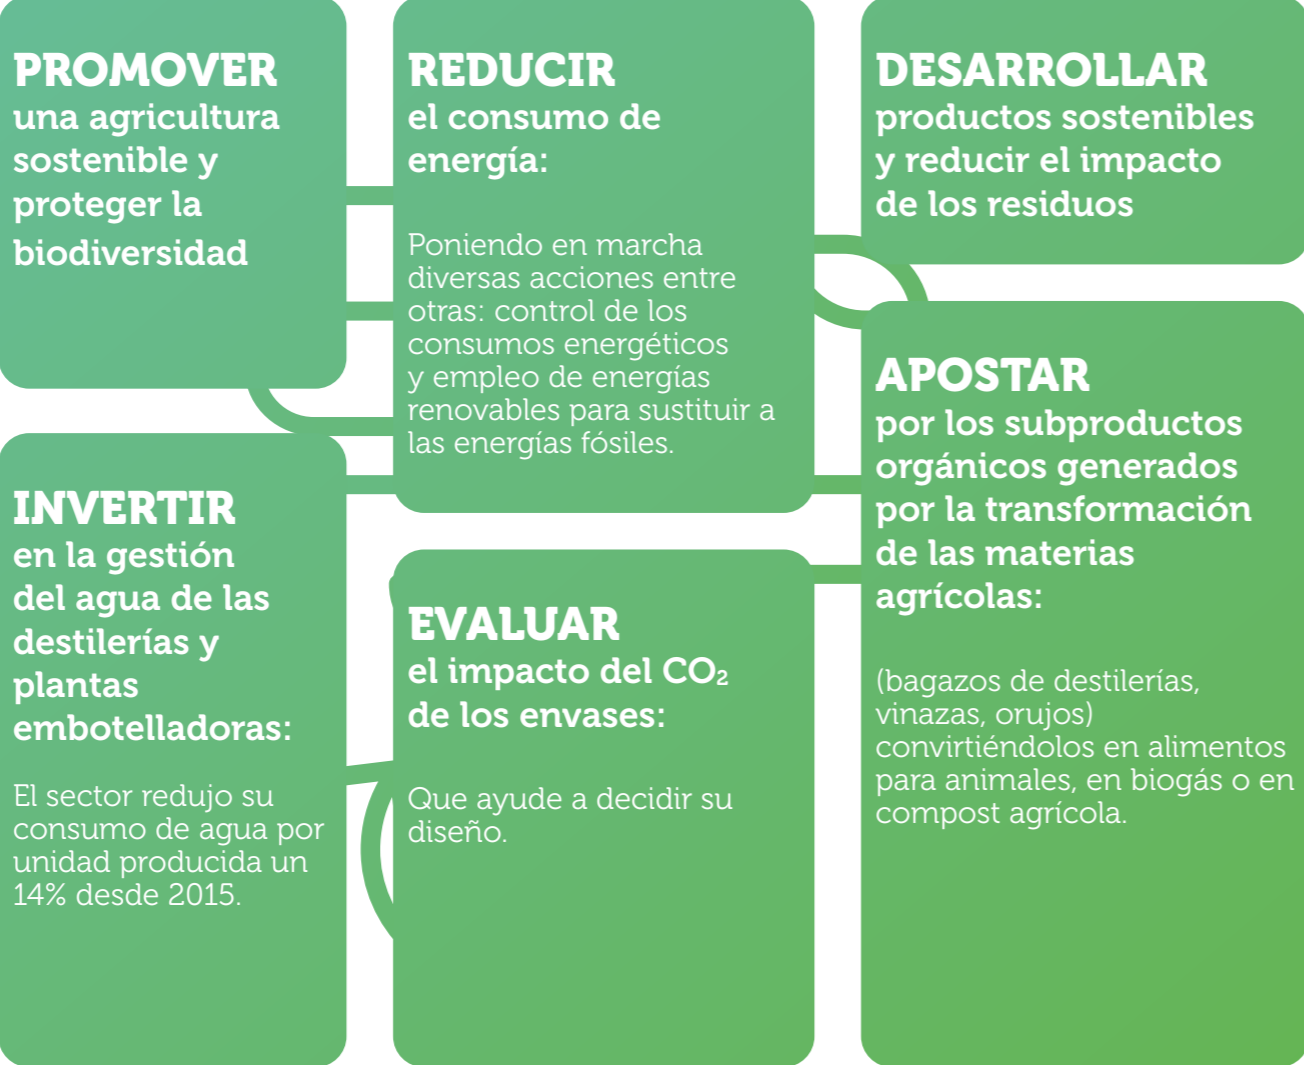 PROMOVER
una agricultura
sostenible y
proteger la
biodiversidad
INVERTIR
en la gestión
del agua de las
destilerías y
plantas
embotelladoras:
El sector redujo su
consumo de agua por
unidad producida un
14% desde 2015.
REDUCIR
el consumo de
energía:
Poniendo en marcha
diversas acciones entre
otras: control de los
consumos energéticos
y empleo de energías
renovables para sustituir a
las energías fósiles.
EVALUAR
el impacto del CO₂
de los envases:
Que ayude a decidir su
diseño.
DESARROLLAR
productos sostenibles
y reducir el impacto
de los residuos
APOSTAR
por los subproductos
orgánicos generados
por la transformación
de las materias
agrícolas:
(bagazos de destilerías,
vinazas, orujos)
convirtiéndolos en alimentos
para animales, en biogás o en
compost agrícola.